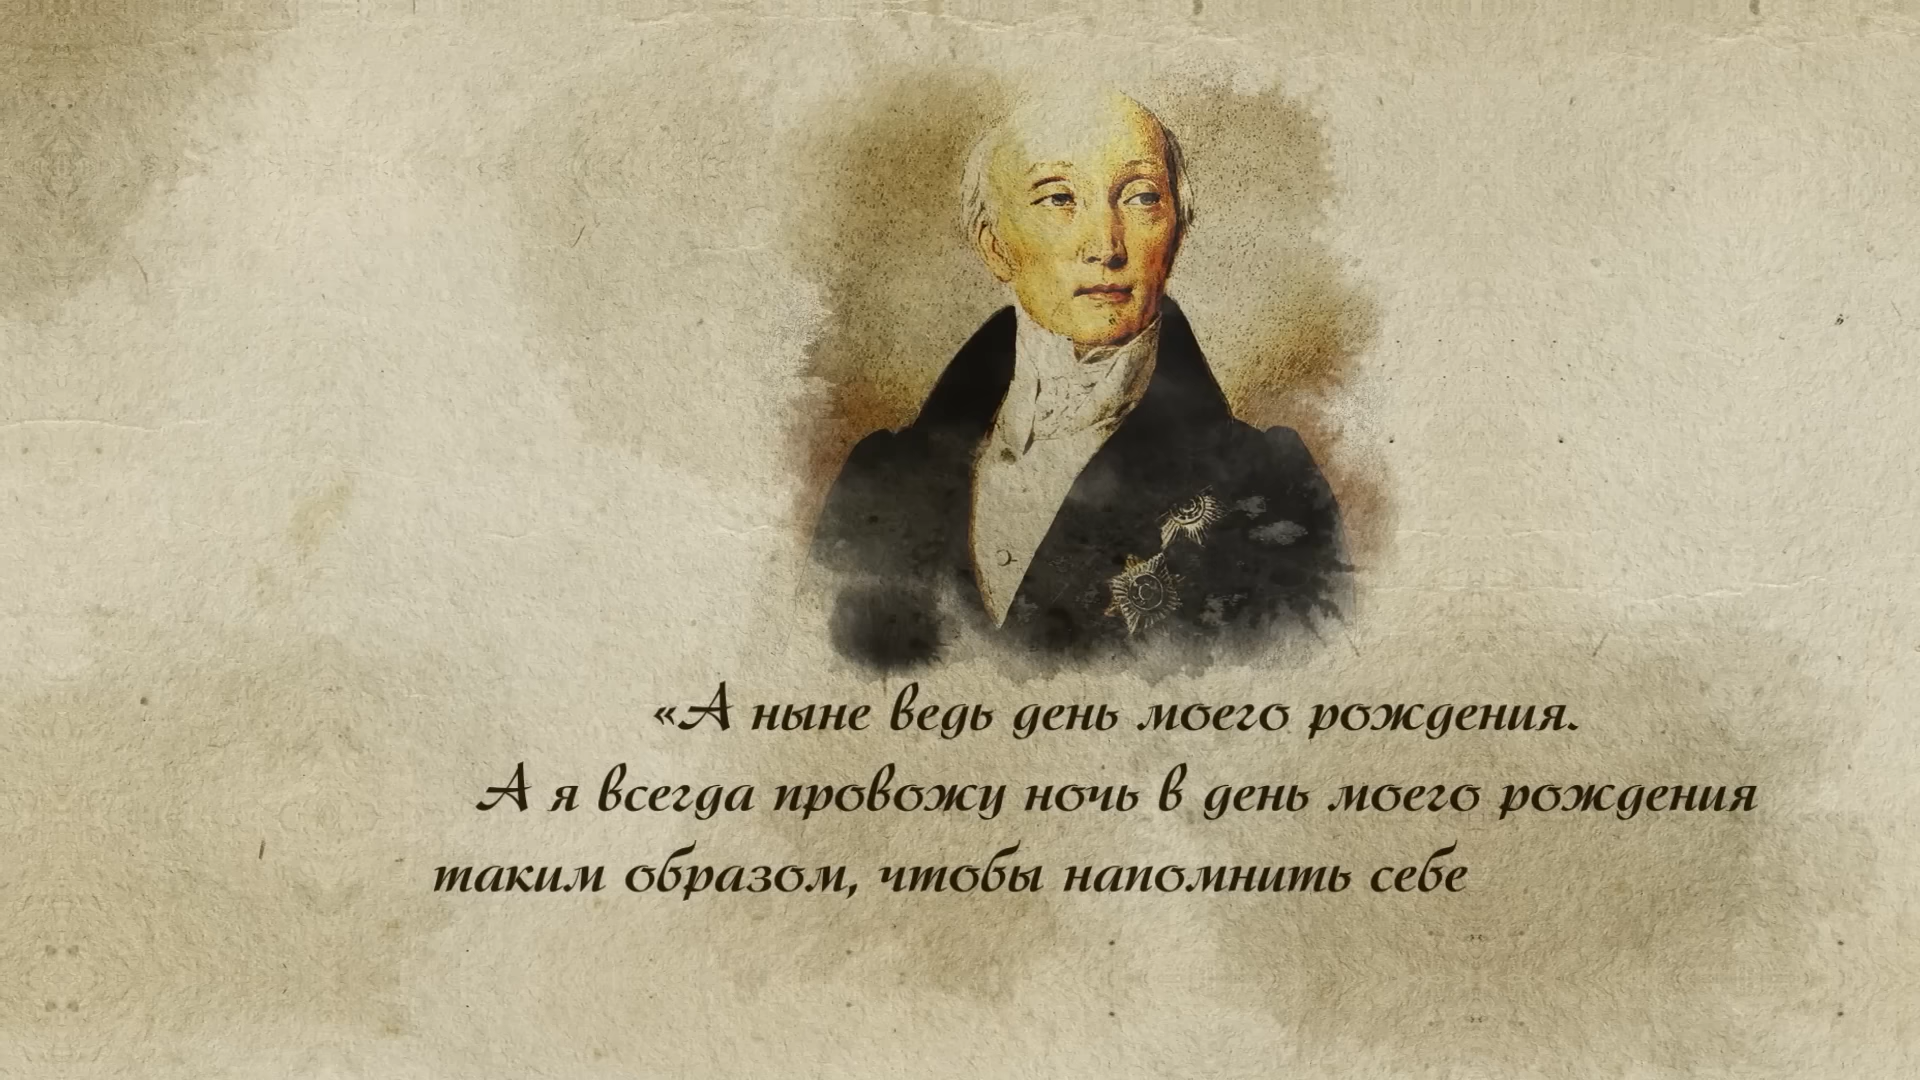 «А ныне ведь день моего рождения.
А я всегда провожу ночь в день моего рождения
таким образом, чтобы напомнить себе